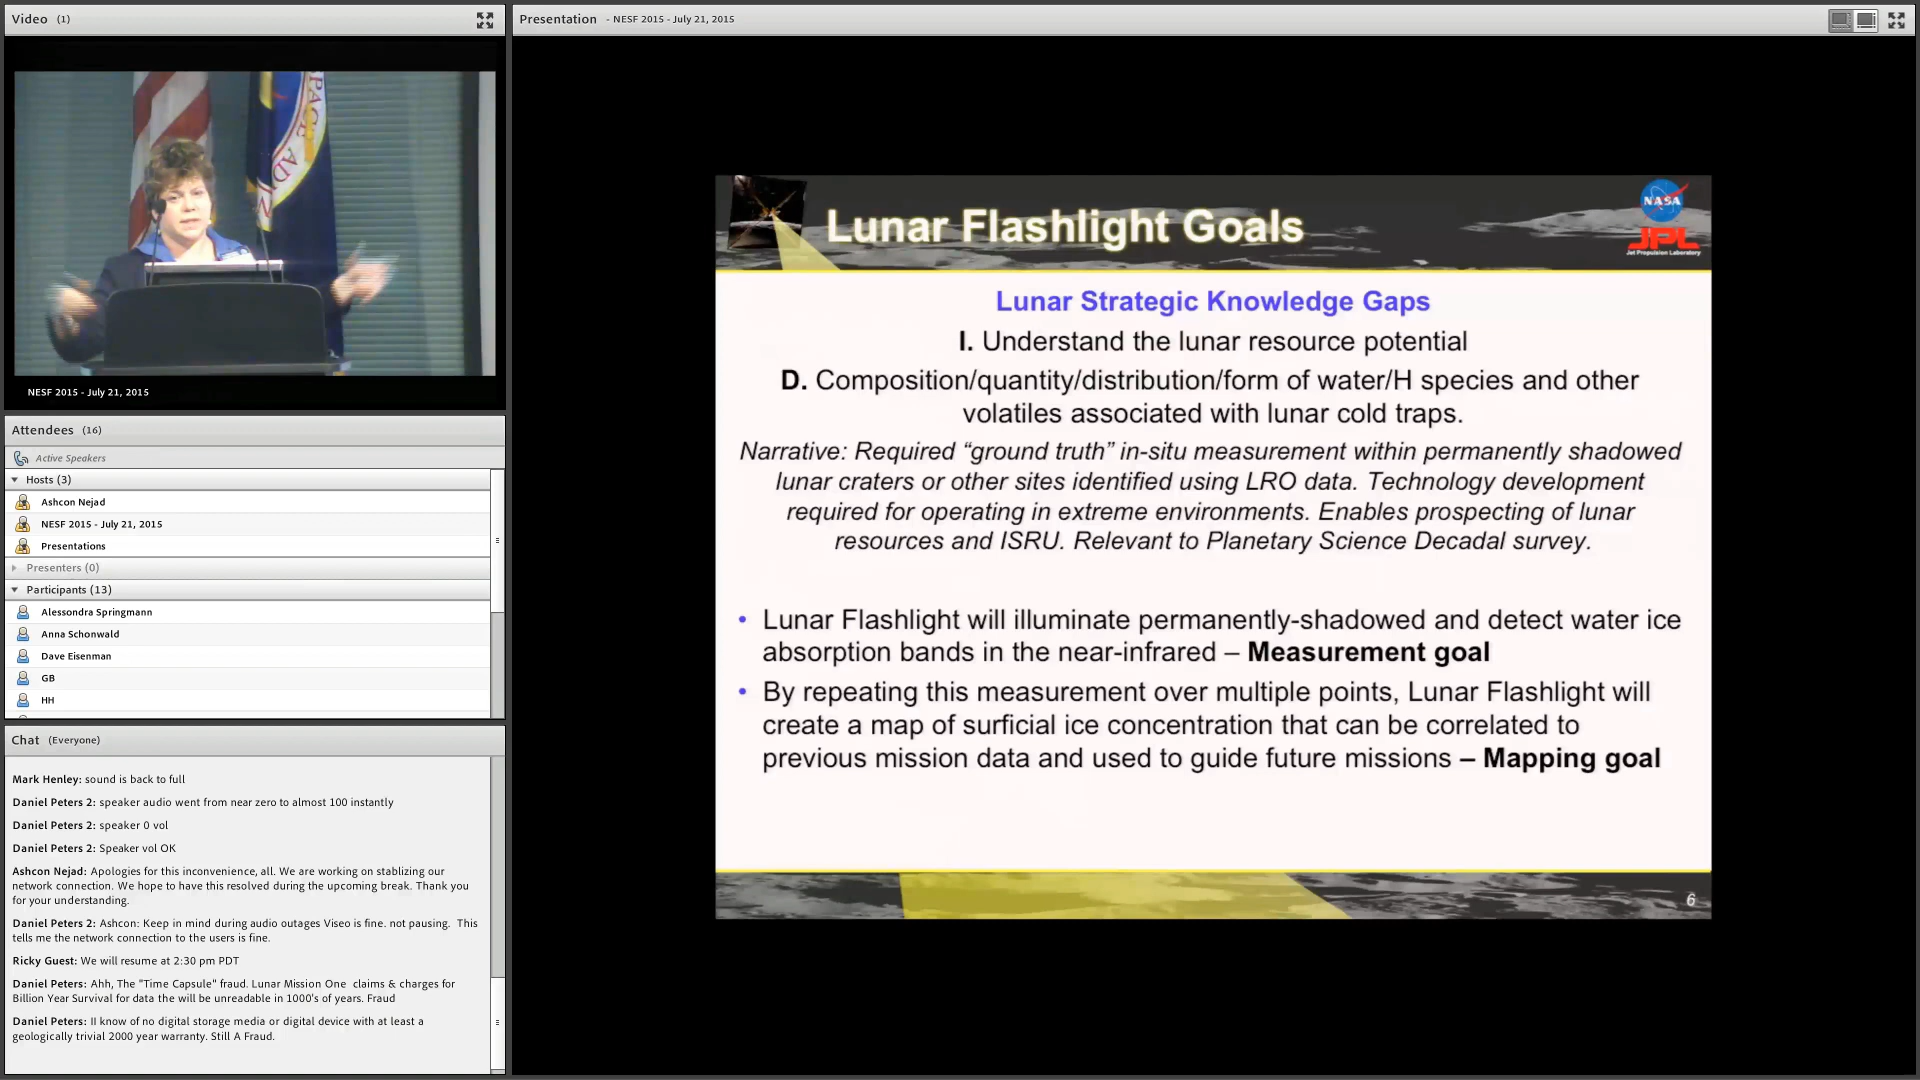 Video (1)
SPACE AD
NESF 2015 - July 21, 2015
Attendees (16)
Active Speakers
Hosts (3)
Ashcon Nejad
NESF 2015 - July 21, 2015
Presentations
Presenters (0)
Participants (13)
Alessondra Springmann
Anna Schonwald
Dave Eisenman
GB
HH
Chat (Everyone)
Mark Henley: sound is back to full
Daniel Peters 2: speaker audio went from near zero to almost 100 instantly
Daniel Peters 2: speaker 0 vol
Daniel Peters 2: Speaker vol OK
Ashcon Nejad: Apologies for this inconvenience, all. We are working on stablizing our
network connection. We hope to have this resolved during the upcoming break. Thank you
for your understanding.
Daniel Peters 2: Ashcon: Keep in mind during audio outages Viseo is fine. not pausing. This
tells me the network connection to the users is fine.
Ricky Guest: We will resume at 2:30 pm PDT
Daniel Peters: Ahh, The "Time Capsule" fraud. Lunar Mission One claims & charges for
Billion Year Survival for data the will be unreadable in 1000's of years. Fraud
Daniel Peters: II know of no digital storage media or digital device with at least a
geologically trivial 2000 year warranty. Still A Fraud.
Presentation - NESF 2015 - July 21, 2015
Lunar Flashlight Goals
NASA
JPL
Jet Propulsion Laboratory
Lunar Strategic Knowledge Gaps
I. Understand the lunar resource potential
D. Composition/quantity/distribution/form of water/H species and other
volatiles associated with lunar cold traps.
Narrative: Required “ground truth” in-situ measurement within permanently shadowed
lunar craters or other sites identified using LRO data. Technology development
required for operating in extreme environments. Enables prospecting of lunar
resources and ISRU. Relevant to Planetary Science Decadal survey.
• Lunar Flashlight will illuminate permanently-shadowed and detect water ice
absorption bands in the near-infrared – Measurement goal
• By repeating this measurement over multiple points, Lunar Flashlight will
create a map of surficial ice concentration that can be correlated to
previous mission data and used to guide future missions – Mapping goal
6